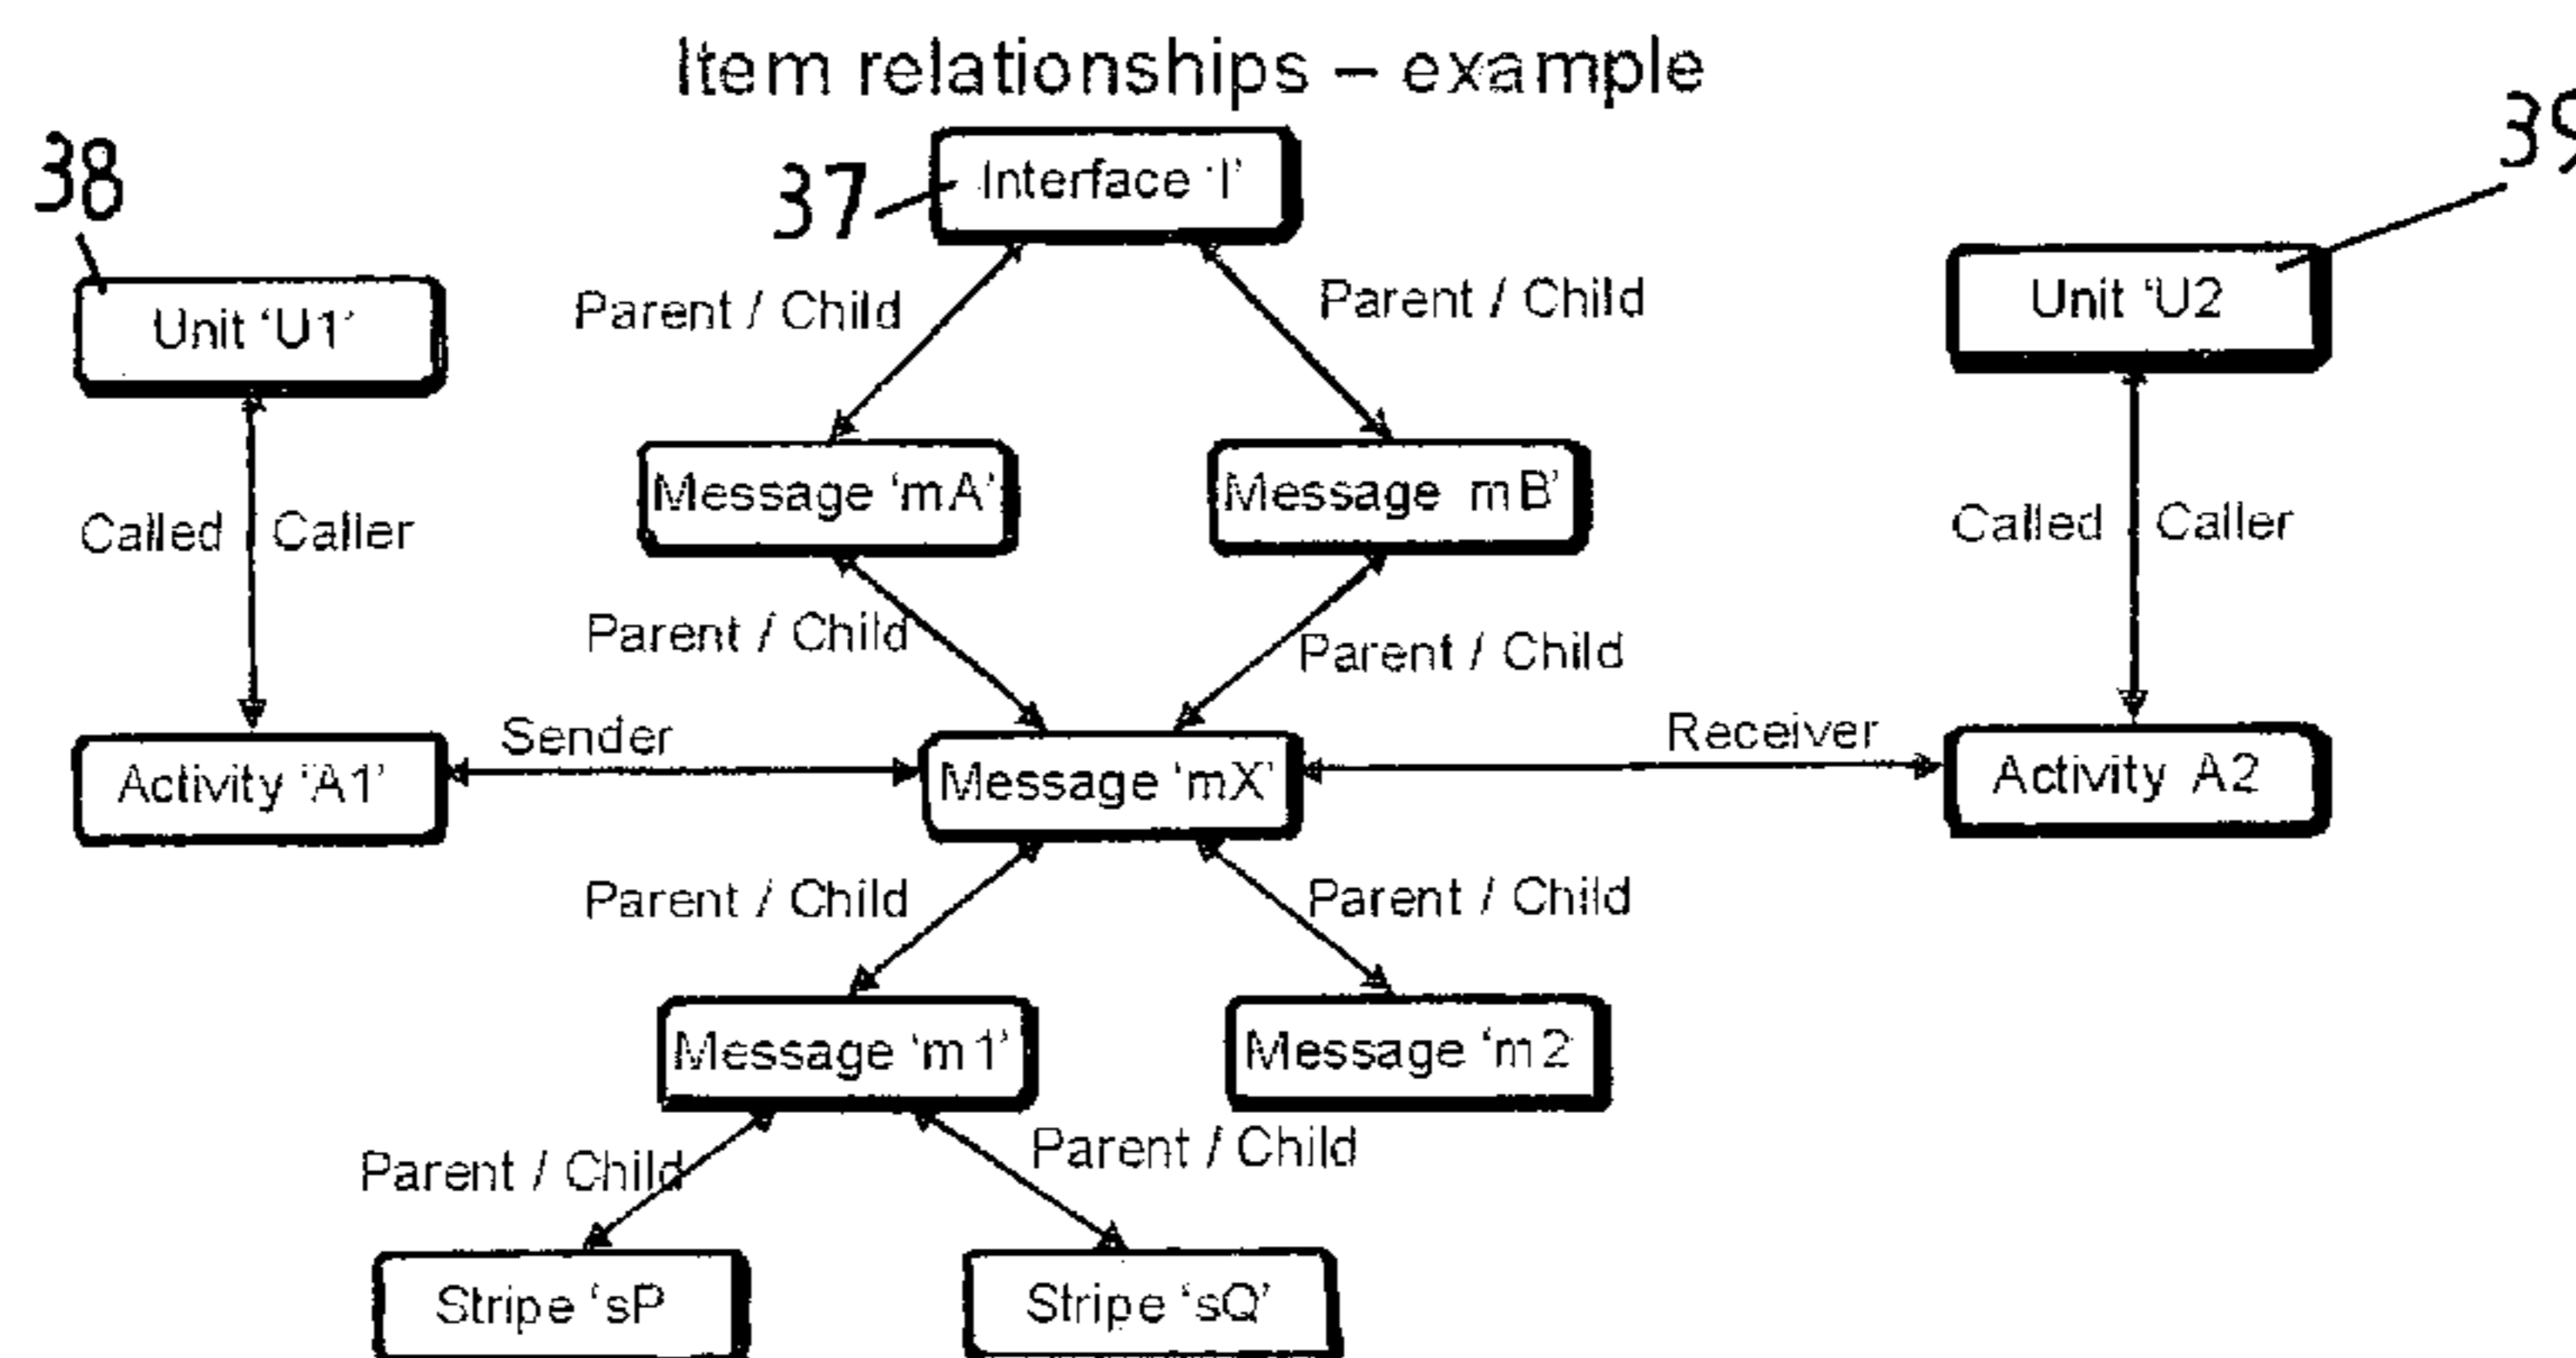 Item relationships – example
38
37
39
Interface 'I'
Unit 'U1'
Unit 'U2
Parent / Child
Parent / Child
Message 'mA'
Message mB'
Called
Caller
Called
Caller
Parent / Child
Parent / Child
Sender
Receiver
Activity 'A1'
Message 'mX'
Activity A2
Parent / Child
Parent / Child
Message 'm1'
Message 'm2
Parent / Child
Parent / Child
Stripe 'sP
Stripe 'sQ'